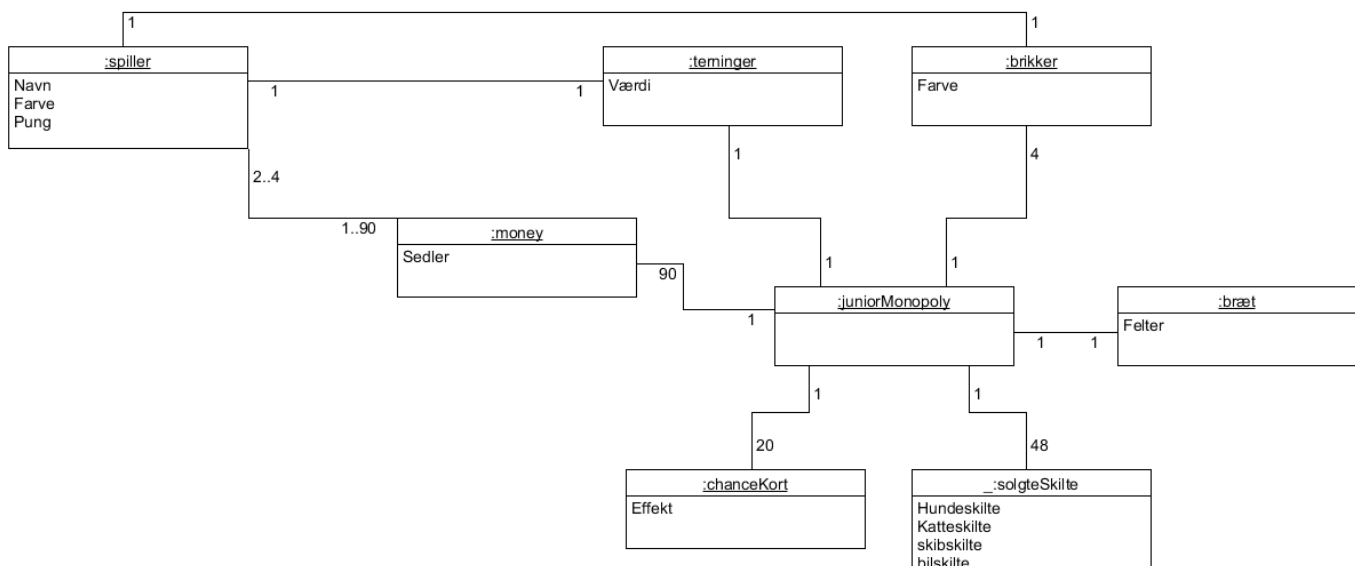 1
1
:spiller
Navn
Farve
Pung
:terninger
Værdi
:brikker
Farve
1
1
2..4
1
4
1..90
:money
Sedler
90
1
1
1
:juniorMonopoly
:bræt
Felter
1
1
1
1
20
48
:chanceKort
Effekt
_:solgteSkilte
Hundeskilte
Katteskilte
skibskilte
bilskilte